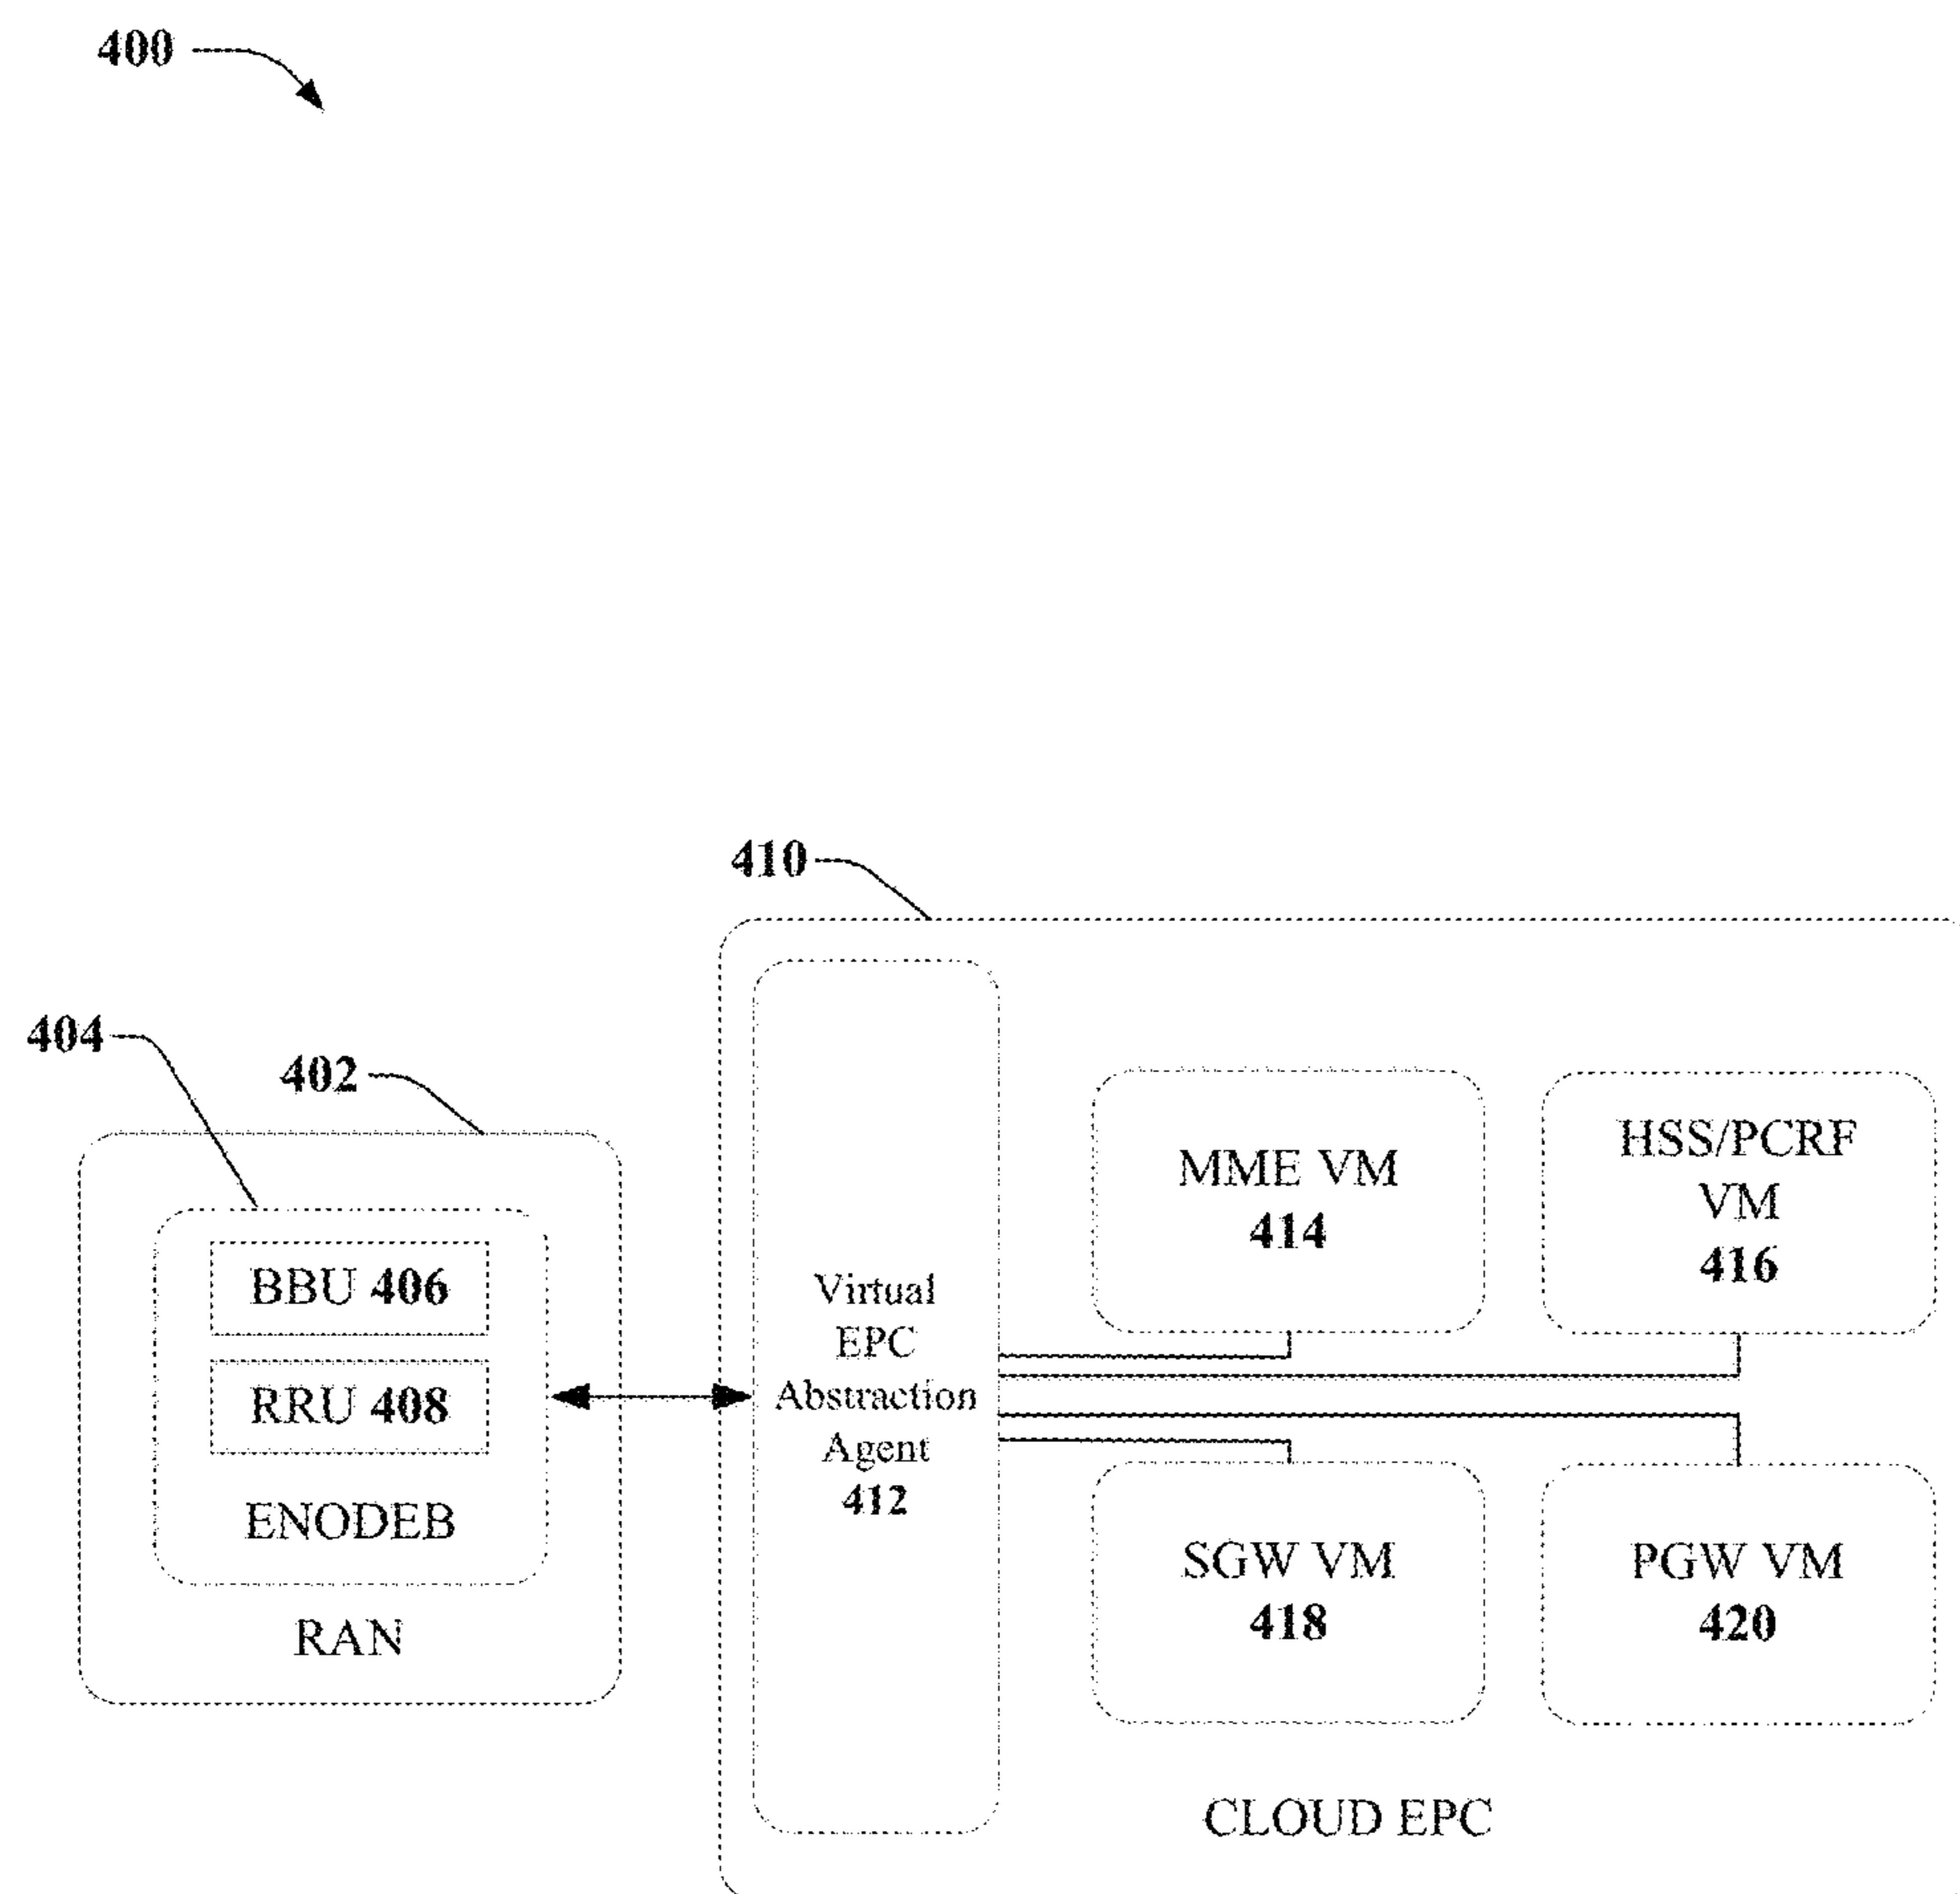 400
410
404
402
MME VM
414
HSS/PCRF
VM
416
BBU 406
RRU 408
ENODEB
RAN
Virtual
EPC
Abstraction
Agent
412
SGW VM
418
PGW VM
420
CLOUD EPC